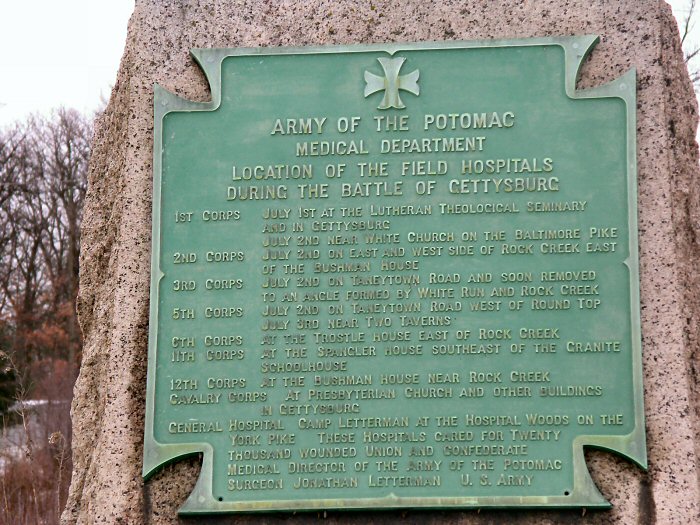 ARMY OF THE POTOMAC
MEDICAL DEPARTMENT
LOCATION OF THE FIELD HOSPITALS
DURING THE BATTLE OF GETTYSBURG
1ST CORPS JULY 1ST AT THE LUTHERAN THEOLOGICAL SEMINARY
AND IN GETTYSBURG
JULY 2ND NEAR WHITE CHURCH ON THE BALTIMORE PIKE
2ND CORPS JULY 2ND ON EAST AND WEST SIDE OF ROCK CREEK EAST
OF THE BUSHMAN HOUSE
3RD CORPS JULY 2ND ON TANEYTOWN ROAD AND SOON REMOVED
TO AN ANGLE FORMED BY WHITE RUN AND ROCK CREEK
5TH CORPS JULY 2ND ON TANEYTOWN ROAD WEST OF ROUND TOP
JULY 3RD NEAR TWO TAVERNS
6TH CORPS AT THE TROSTLE HOUSE EAST OF ROCK CREEK
11TH CORPS AT THE SPANGLER HOUSE SOUTHEAST OF THE GRANITE
SCHOOLHOUSE
12TH CORPS AT THE BUSHMAN HOUSE NEAR ROCK CREEK
CAVALRY CORPS AT PRESBYTERIAN CHURCH AND OTHER BUILDINGS
IN GETTYSBURG
GENERAL HOSPITAL CAMP LETTERMAN AT THE HOSPITAL WOODS ON THE
YORK PIKE THESE HOSPITALS CARED FOR TWENTY
THOUSAND WOUNDED UNION AND CONFEDERATE
MEDICAL DIRECTOR OF THE ARMY OF THE POTOMAC
SURGEON JONATHAN LETTERMAN U. S. ARMY